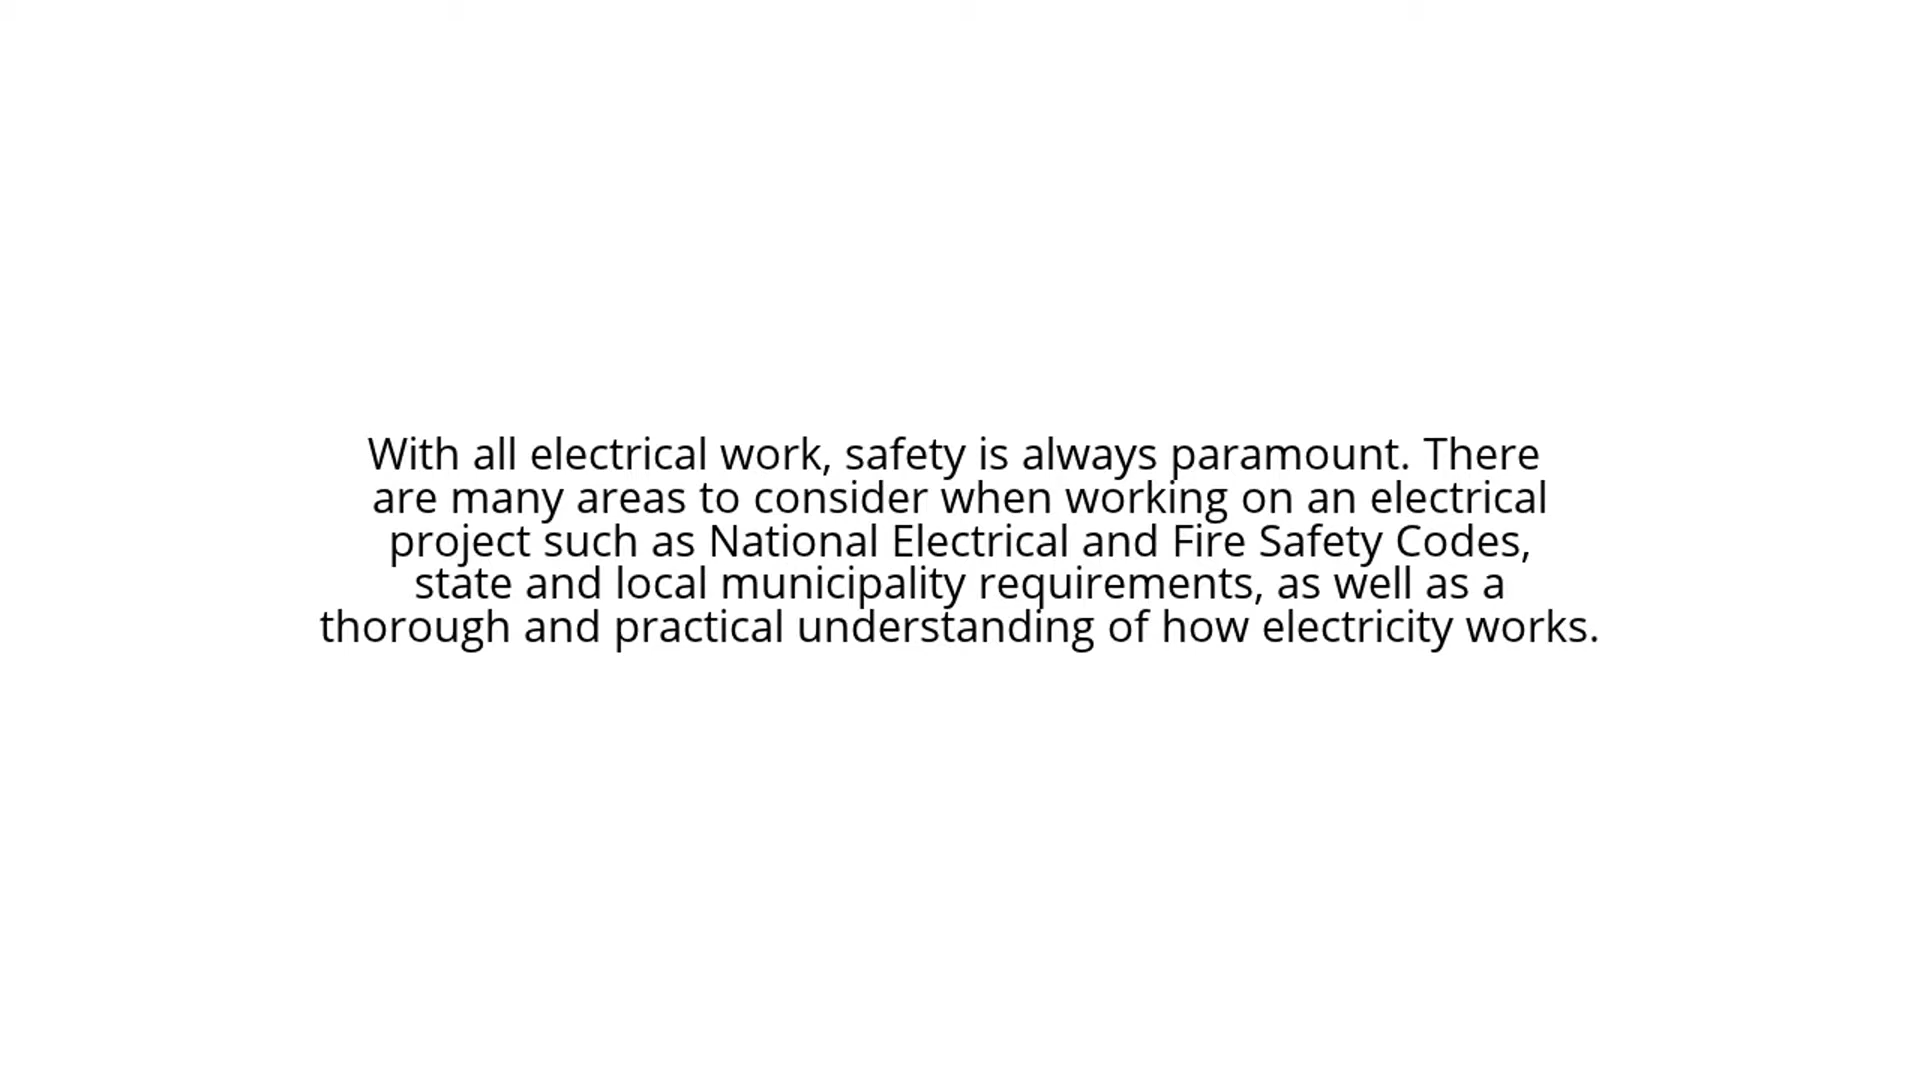 With all electrical work, safety is always paramount. There
are many areas to consider when working on an electrical
project such as National Electrical and Fire Safety Codes,
state and local municipality requirements, as well as a
thorough and practical understanding of how electricity works.